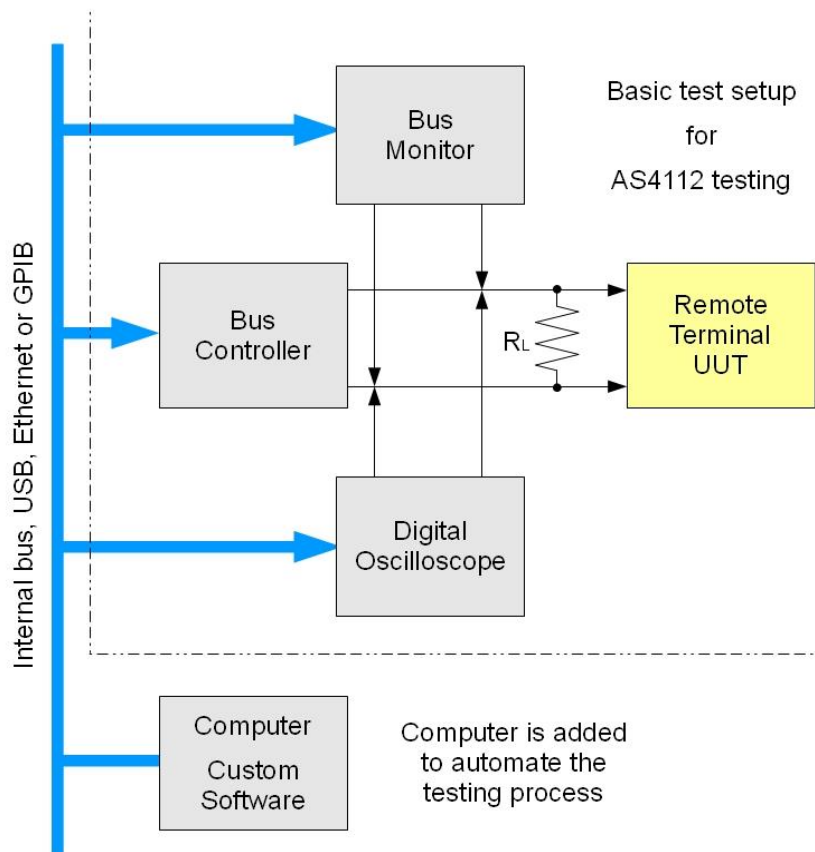 Bus
Monitor
Basic test setup
for
AS4112 testing
Internal bus, USB, Ethernet or GPIB
Bus
Controller
RL
Remote
Terminal
UUT
Digital
Oscilloscope
Computer
Custom
Software
Computer is added
to automate the
testing process